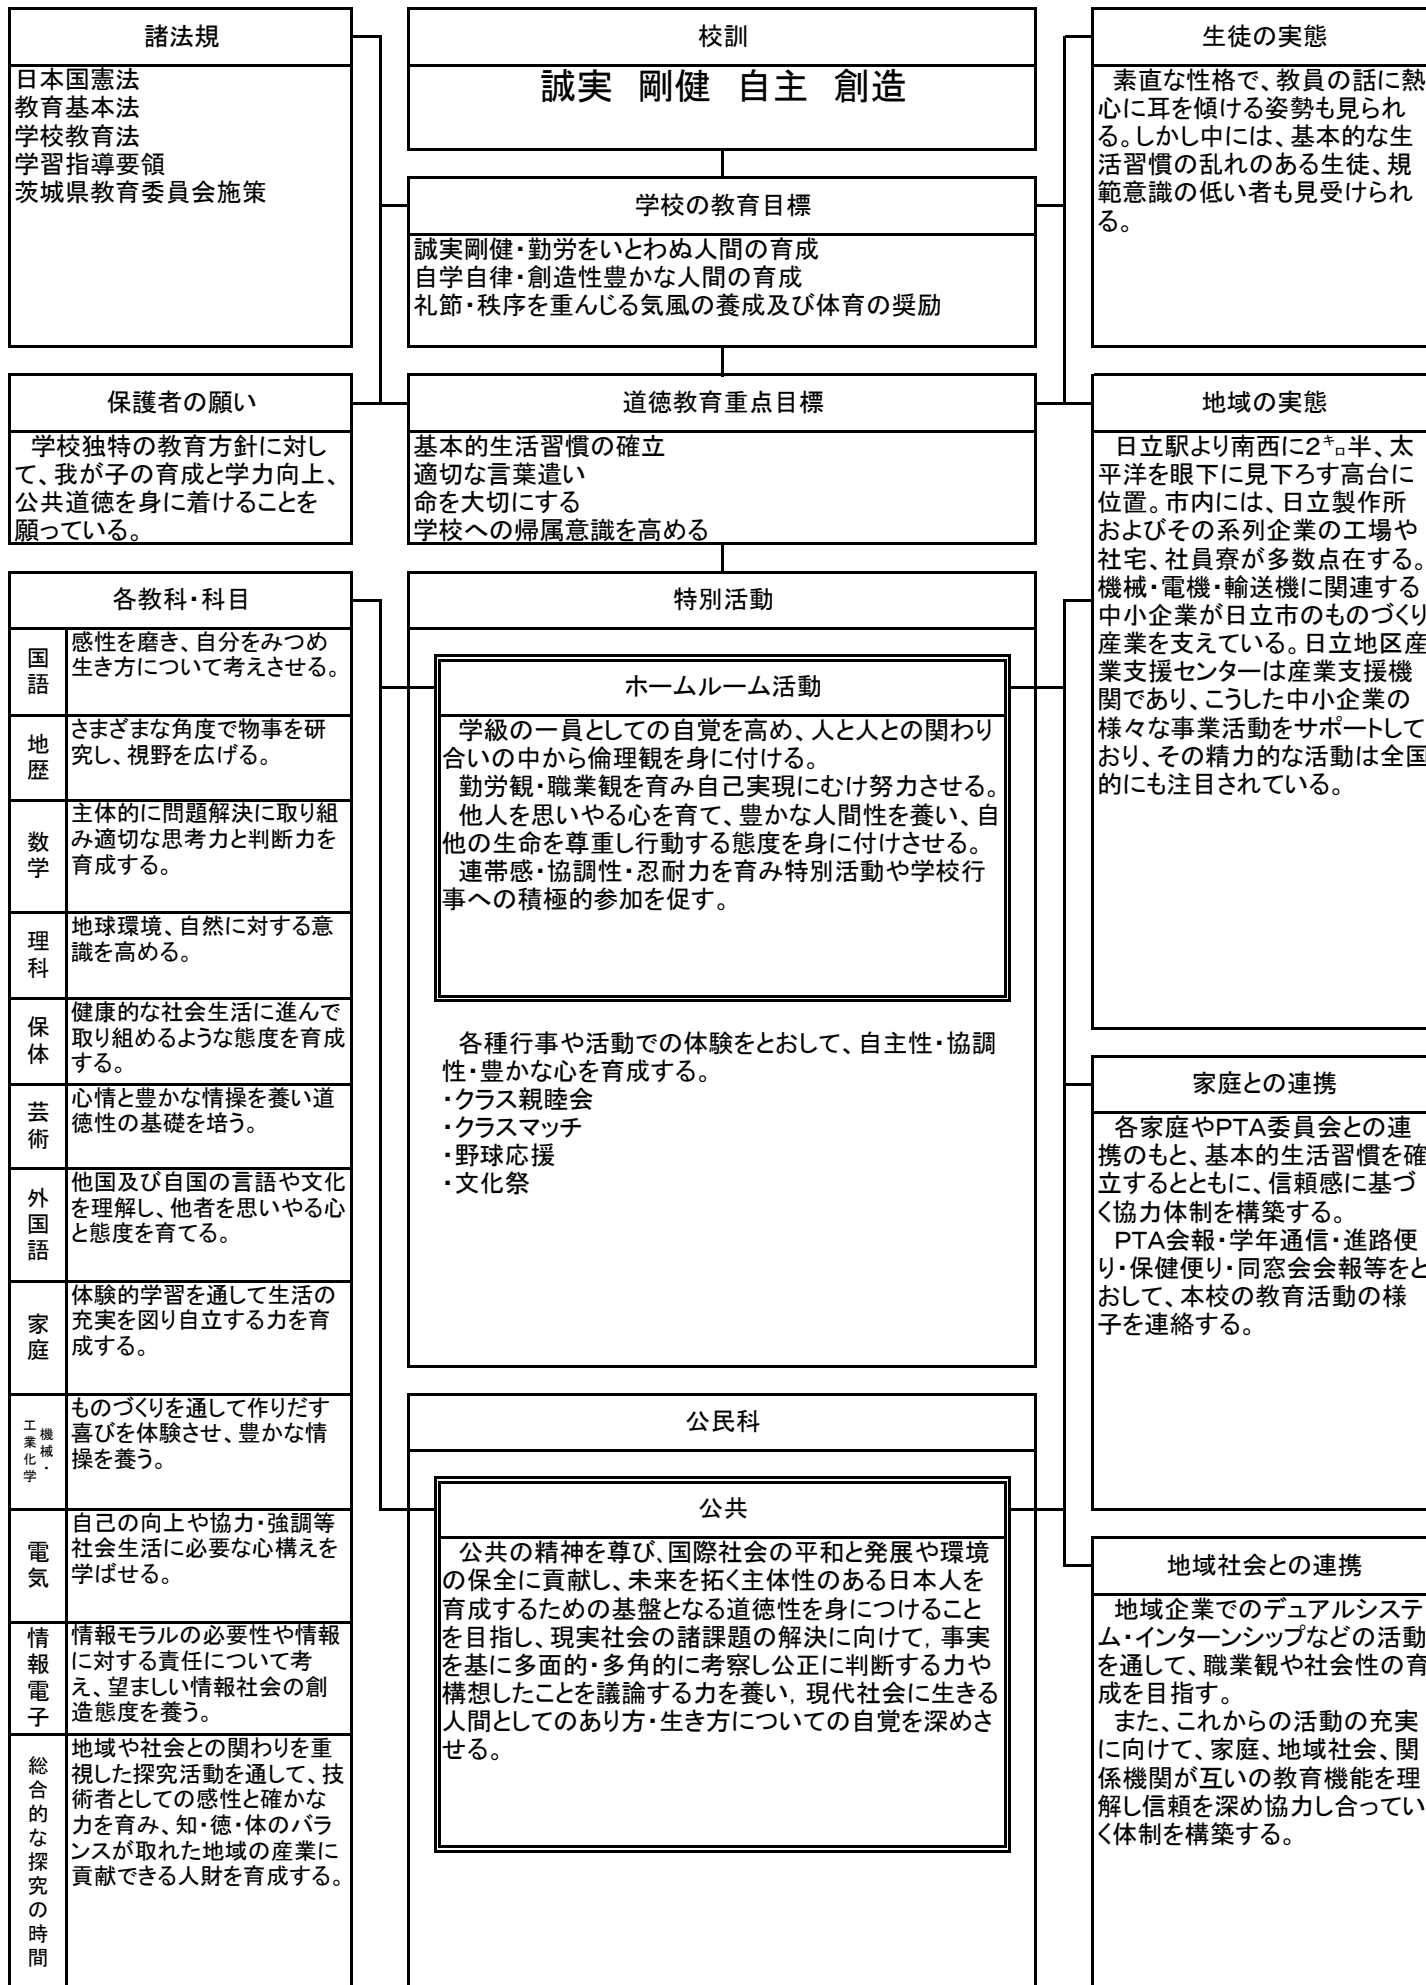 諸法規
日本国憲法
教育基本法
学校教育法
学習指導要領
茨城県教育委員会施策
校訓
誠実　剛健　自主　創造
学校の教育目標
誠実剛健・勤労をいとわぬ人間の育成
自学自律・創造性豊かな人間の育成
礼節・秩序を重んじる気風の養成及び体育の奨励
生徒の実態
素直な性格で、教員の話に熱
心に耳を傾ける姿勢も見られ
る。しかし中には、基本的な生
活習慣の乱れのある生徒、規
範意識の低い者も見受けられ
る。
保護者の願い
学校独特の教育方針に対し
て、我が子の育成と学力向上、
公共道徳を身に着けることを
願っている。
道徳教育重点目標
基本的生活習慣の確立
適切な言葉遣い
命を大切にする
学校への帰属意識を高める
地域の実態
日立駅より南西に2㌔半、太
平洋を眼下に見下ろす高台に
位置。市内には、日立製作所
およびその系列企業の工場や
社宅、社員寮が多数点在する。
機械・電機・輸送機に関連する
中小企業が日立市のものづくり
産業を支えている。日立地区産
業支援センターは産業支援機
関であり、こうした中小企業の
様々な事業活動をサポートして
おり、その精力的な活動は全国
的にも注目されている。
各教科・科目
国語
感性を磨き、自分をみつめ
生き方について考えさせる。
地歴
さまざまな角度で物事を研
究し、視野を広げる。
数学
主体的に問題解決に取り組
み適切な思考力と判断力を
育成する。
理科
地球環境、自然に対する意
識を高める。
保体
健康的な社会生活に進んで
取り組めるような態度を育成
する。
芸術
心情と豊かな情操を養い道
徳性の基礎を培う。
外国語
他国及び自国の言語や文化
を理解し、他者を思いやる心
と態度を育てる。
家庭
体験的学習を通して生活の
充実を図り自立する力を育
成する。
機械・
工業化学
ものづくりを通して作りだす
喜びを体験させ、豊かな情
操を養う。
電気
自己の向上や協力・強調等
社会生活に必要な心構えを
学ばせる。
情報電子
情報モラルの必要性や情報
に対する責任について考
え、望ましい情報社会の創
造態度を養う。
総合的な探究の時間
地域や社会との関わりを重
視した探究活動を通して、技
術者としての感性と確かな
力を育み、知・徳・体のバラ
ンスが取れた地域の産業に
貢献できる人財を育成する。
特別活動
ホームルーム活動
学級の一員としての自覚を高め、人と人との関わり
合いの中から倫理観を身に付ける。
勤労観・職業観を育み自己実現にむけ努力させる。
他人を思いやる心を育て、豊かな人間性を養い、自
他の生命を尊重し行動する態度を身に付けさせる。
連帯感・協調性・忍耐力を育み特別活動や学校行
事への積極的参加を促す。
各種行事や活動での体験をとおして、自主性・協調
性・豊かな心を育成する。
・クラス親睦会
・クラスマッチ
・野球応援
・文化祭
公民科
公共
公共の精神を尊び、国際社会の平和と発展や環境
の保全に貢献し、未来を拓く主体性のある日本人を
育成するための基盤となる道徳性を身につけること
を目指し、現実社会の諸課題の解決に向けて，事実
を基に多面的・多角的に考察し公正に判断する力や
構想したことを議論する力を養い，現代社会に生きる
人間としてのあり方・生き方についての自覚を深めさ
せる。
家庭との連携
各家庭やPTA委員会との連
携のもと、基本的生活習慣を確
立するとともに、信頼感に基づ
く協力体制を構築する。
PTA会報・学年通信・進路便
り・保健便り・同窓会会報等をと
おして、本校の教育活動の様
子を連絡する。
地域社会との連携
地域企業でのデュアルシステ
ム・インターンシップなどの活動
を通して、職業観や社会性の育
成を目指す。
また、これからの活動の充実
に向けて、家庭、地域社会、関
係機関が互いの教育機能を理
解し信頼を深め協力し合ってい
く体制を構築する。